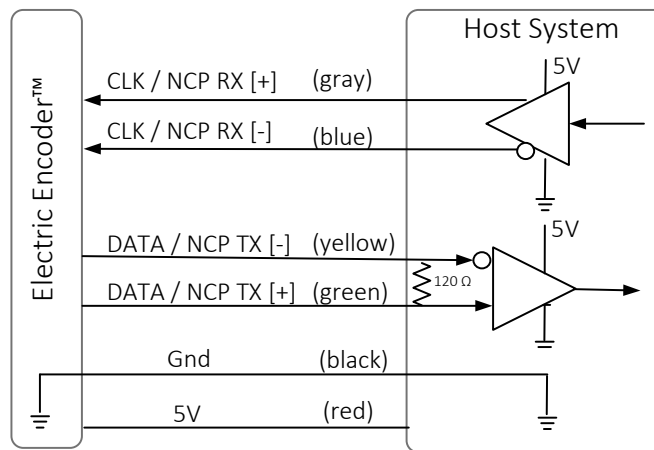 Host System
5V
CLK / NCP RX [+] (gray)
CLK / NCP RX [-] (blue)
Electric Encoder™
5V
DATA / NCP TX [-] (yellow)
120 Ω
DATA / NCP TX [+] (green)
Gnd (black)
5V (red)